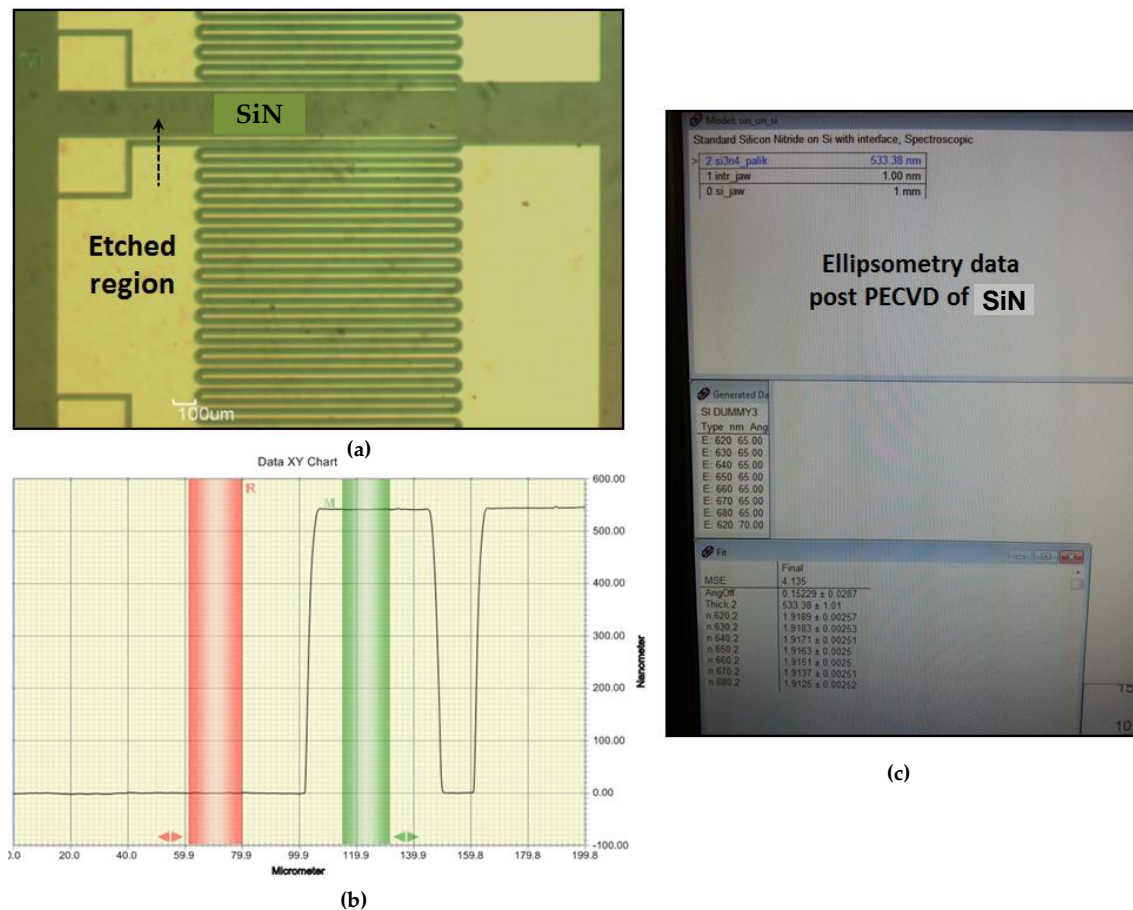 SiN
Etched
region
100um
(a)
Data XY Chart
R
M
600.00
500.00
400.00
300.00
200.00
100.00
0.00
-100.00
Nanometer
0.0 20.0 40.0 59.9 79.9 99.9 119.9 139.9 159.8 179.8 199.8
Micrometer
(b)
Model: sin_on_si
Standard Silicon Nitride on Si with interface, Spectroscopic
> 2 si3n4_palik 533.38 nm
1 intr_jaw 1.00 nm
0 si_jaw 1 mm
Ellipsometry data
post PECVD of SiN
Generated Da
SI DUMMY3
Type nm Ang
E: 620 65.00
E: 630 65.00
E: 640 65.00
E: 650 65.00
E: 660 65.00
E: 670 65.00
E: 680 65.00
E: 620 70.00
Fit
Final
MSE 4.135
AngOff 0.15229 ± 0.0287
Thick.2 533.38 ± 1.01
n.620.2 1.9189 ± 0.00257
n.630.2 1.9183 ± 0.00253
n.640.2 1.9171 ± 0.00251
n.650.2 1.9163 ± 0.0025
n.660.2 1.9151 ± 0.0025
n.670.2 1.9137 ± 0.00251
n.680.2 1.9125 ± 0.00252
10
(c)